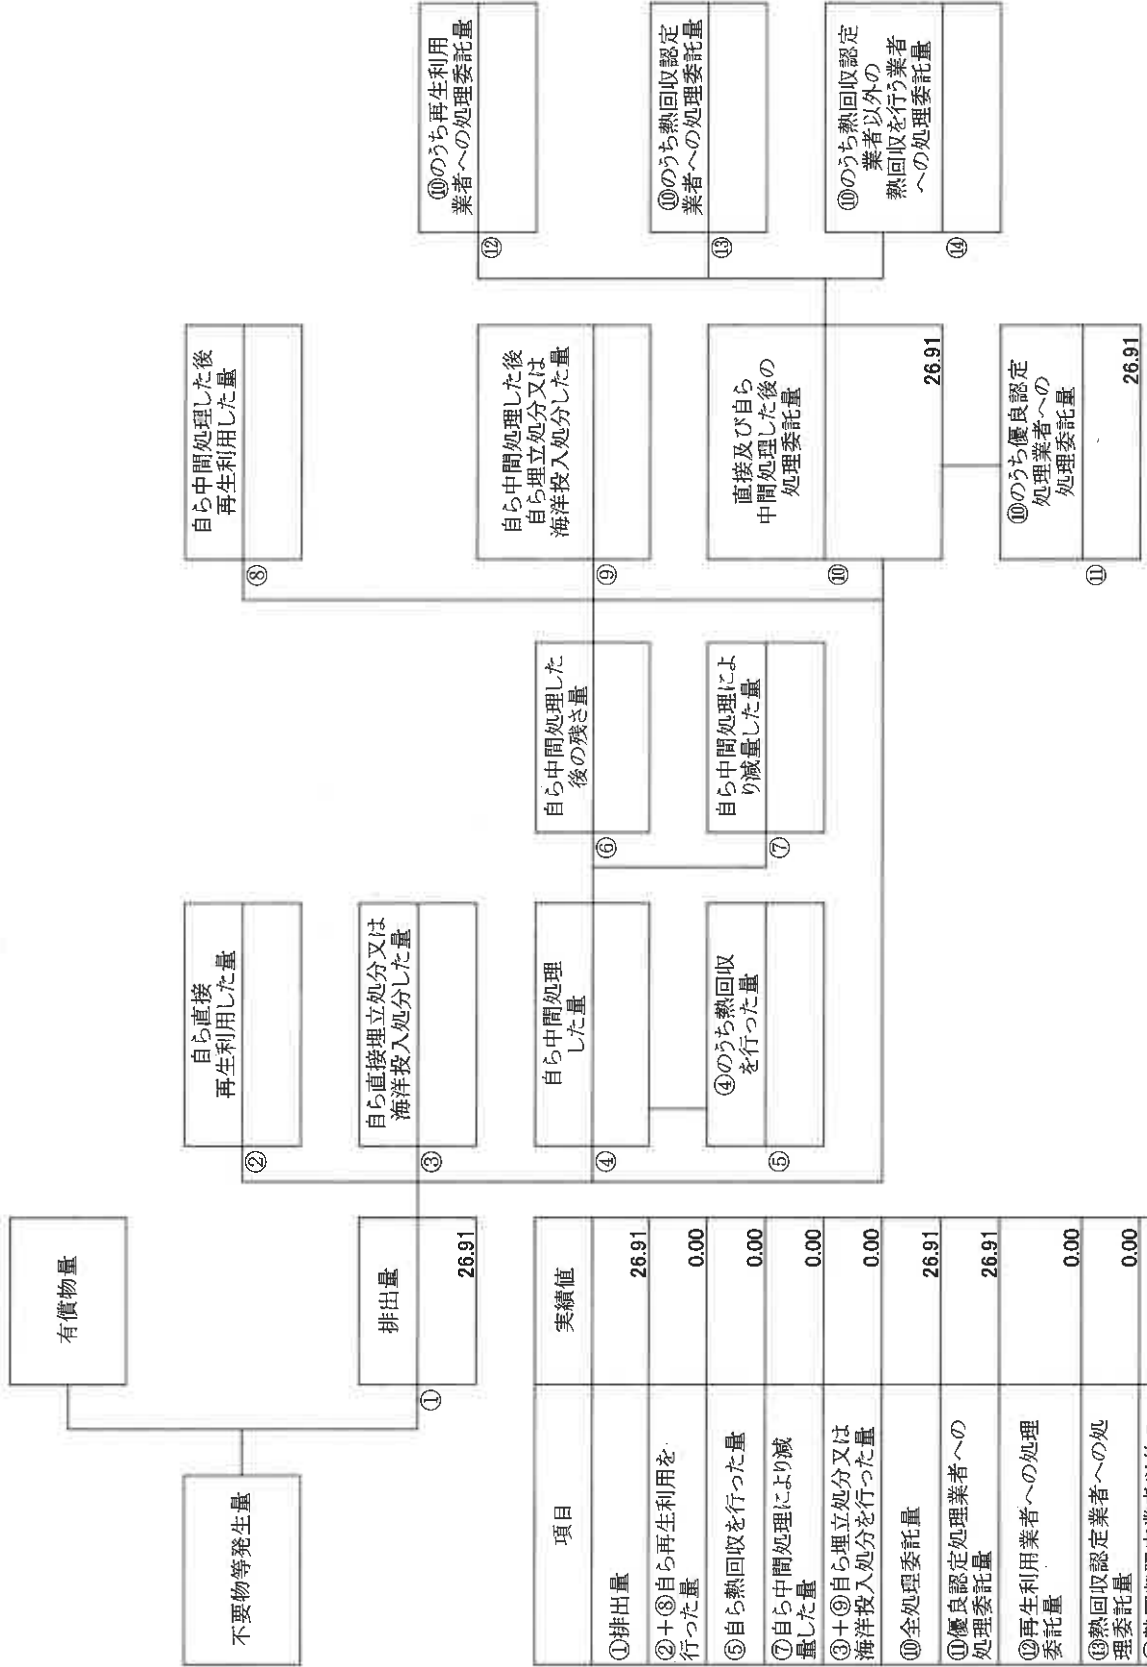 有償物量
不要物等発生量
排出量
①
26.91
自ら直接
再生利用した量
②
自ら直接埋立処分又は
海洋投入処分した量
③
自ら中間処理
した量
④
④のうち熱回収
を行った量
⑤
自ら中間処理した
後の残さ量
⑥
自ら中間処理によ
り減量した量
⑦
自ら中間処理した後
再生利用した量
⑧
自ら中間処理した後
自ら埋立処分又は
海洋投入処分した量
⑨
直接及び自ら
中間処理した後の
処理委託量
⑩
26.91
⑩のうち優良認定
処理業者への
処理委託量
⑪
26.91
⑩のうち再生利用
業者への処理委託量
⑫
⑩のうち熱回収認定
業者への処理委託量
⑬
⑩のうち熱回収認定
業者以外の
熱回収を行う業者
への処理委託量
⑭
項目 実績値
①排出量 26.91
②+⑧自ら再生利用を
行った量 0.00
⑤自ら熱回収を行った量 0.00
⑦自ら中間処理により減
量した量 0.00
③+⑨自ら埋立処分又は
海洋投入処分を行った量 0.00
⑩全処理委託量 26.91
⑪優良認定処理業者への
処理委託量 26.91
⑫再生利用業者への処理
委託量 0.00
⑬熱回収認定業者への処
理委託量 0.00